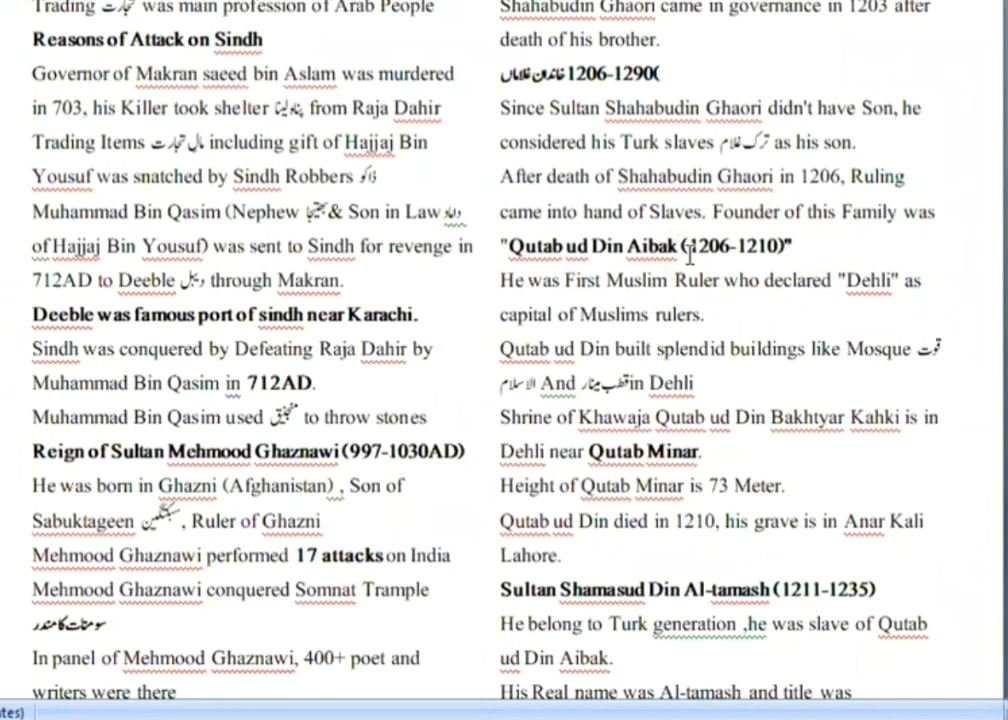 Trading تجارت was main profession of Arab People
Reasons of Attack on Sindh
Governor of Makran saeed bin Aslam was murdered
in 703, his Killer took shelter پناہ لینا from Raja Dahir
Trading Items مال تجارت including gift of Hajjaj Bin
Yousuf was snatched by Sindh Robbers ڈاکو
Muhammad Bin Qasim (Nephew بھتیجا & Son in Law داماد
of Hajjaj Bin Yousuf) was sent to Sindh for revenge in
712AD to Deeble دیبل through Makran.
Deeble was famous port of sindh near Karachi.
Sindh was conquered by Defeating Raja Dahir by
Muhammad Bin Qasim in 712AD.
Muhammad Bin Qasim used منجنیق to throw stones
Reign of Sultan Mehmood Ghaznawi (997-1030AD)
He was born in Ghazni (Afghanistan) , Son of
Sabuktageen سبکتگین , Ruler of Ghazni
Mehmood Ghaznawi performed 17 attacks on India
Mehmood Ghaznawi conquered Somnat Trample
سومنات کا مندر
In panel of Mehmood Ghaznawi, 400+ poet and
writers were there
Shahabudin Ghaori came in governance in 1203 after
death of his brother.
خاندان غلاماں 1206-1290(
Since Sultan Shahabudin Ghaori didn't have Son, he
considered his Turk slaves ترک غلام as his son.
After death of Shahabudin Ghaori in 1206, Ruling
came into hand of Slaves. Founder of this Family was
"Qutab ud Din Aibak (1206-1210)"
He was First Muslim Ruler who declared "Dehli" as
capital of Muslims rulers.
Qutab ud Din built splendid buildings like Mosque قوت
الاسلام And قطب مینار in Dehli
Shrine of Khawaja Qutab ud Din Bakhtyar Kahki is in
Dehli near Qutab Minar.
Height of Qutab Minar is 73 Meter.
Qutab ud Din died in 1210, his grave is in Anar Kali
Lahore.
Sultan Shamasud Din Al-tamash (1211-1235)
He belong to Turk generation ,he was slave of Qutab
ud Din Aibak.
His Real name was Al-tamash and title was